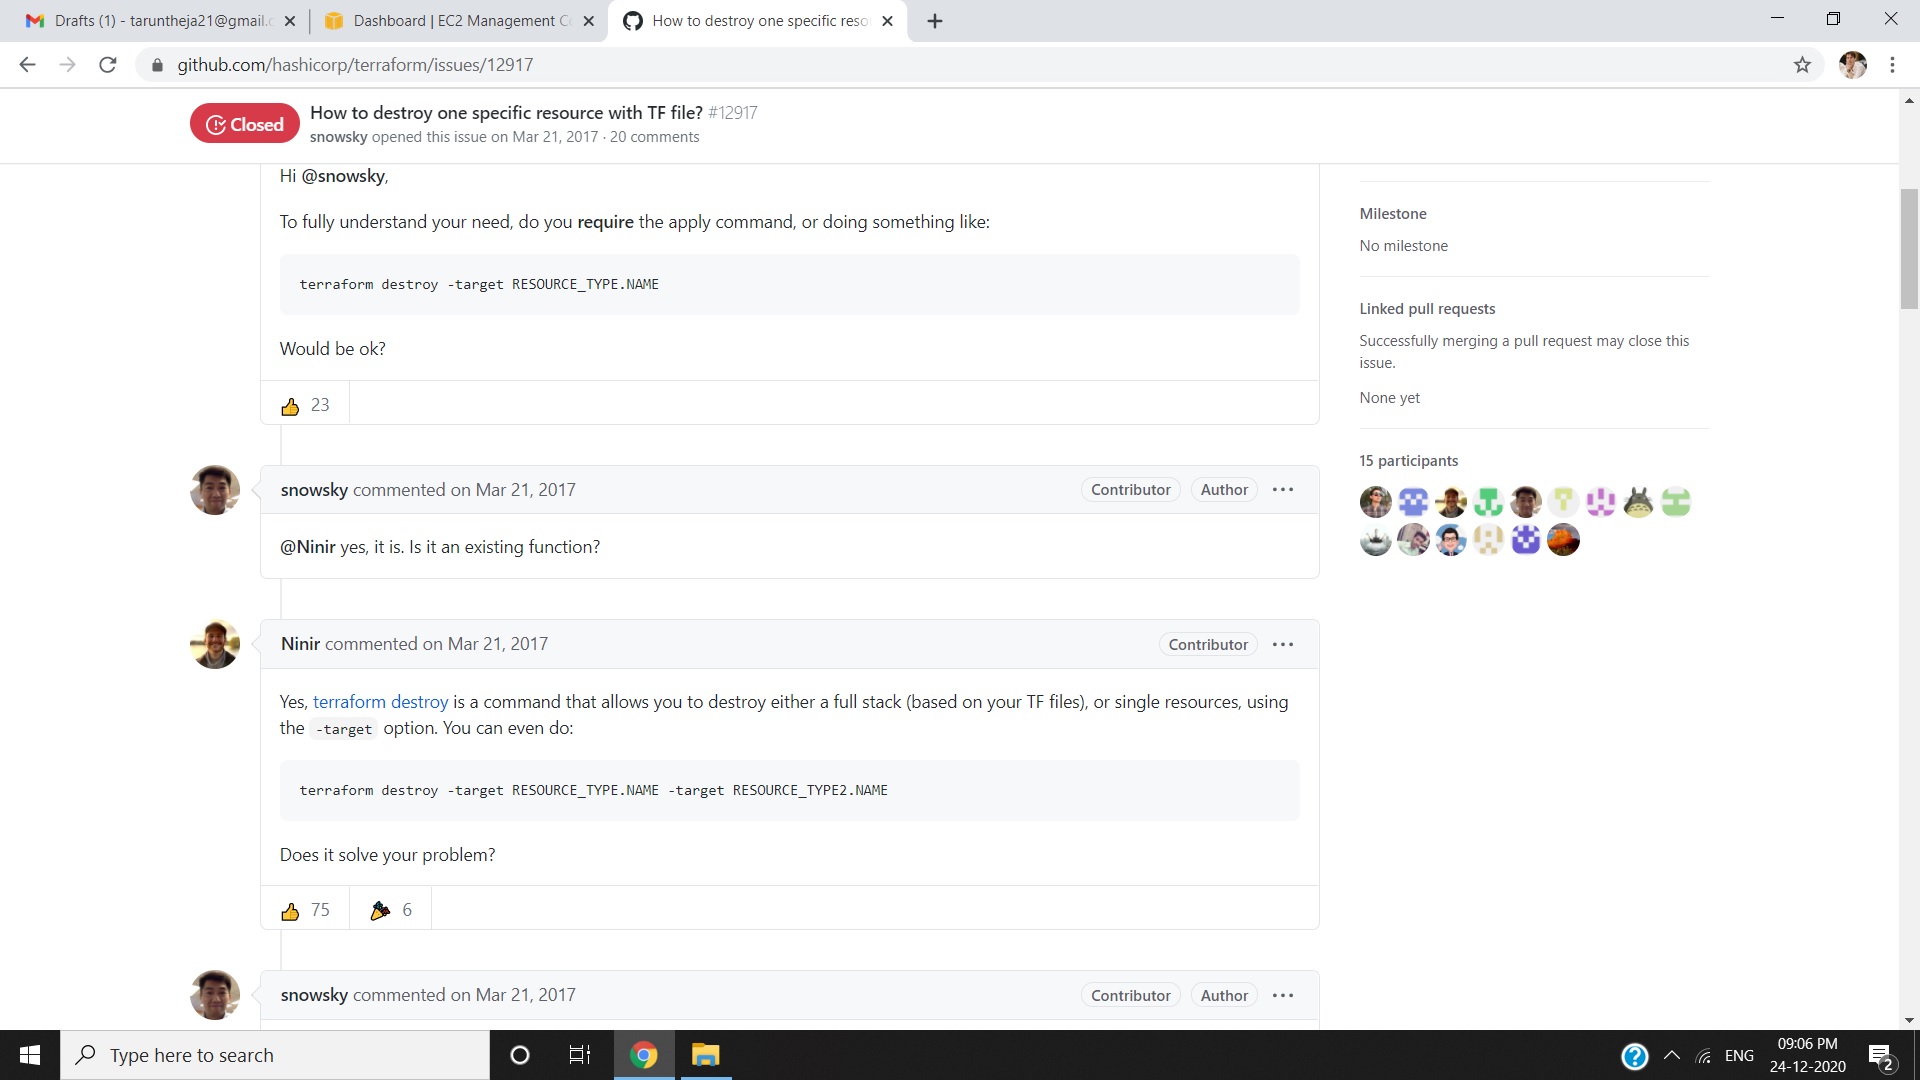 Drafts (1) - taruntheja21@gmail.c
Dashboard | EC2 Management C
How to destroy one specific reso
github.com/hashicorp/terraform/issues/12917
Closed
How to destroy one specific resource with TF file? #12917
snowsky opened this issue on Mar 21, 2017 · 20 comments
Hi @snowsky,
To fully understand your need, do you require the apply command, or doing something like:
terraform destroy -target RESOURCE_TYPE.NAME
Would be ok?
23
snowsky commented on Mar 21, 2017
Contributor
Author
@Ninir yes, it is. Is it an existing function?
Ninir commented on Mar 21, 2017
Contributor
Yes, terraform destroy is a command that allows you to destroy either a full stack (based on your TF files), or single resources, using
the -target option. You can even do:
terraform destroy -target RESOURCE_TYPE.NAME -target RESOURCE_TYPE2.NAME
Does it solve your problem?
75
6
snowsky commented on Mar 21, 2017
Contributor
Author
Milestone
No milestone
Linked pull requests
Successfully merging a pull request may close this
issue.
None yet
15 participants
Type here to search
ENG
09:06 PM
24-12-2020
2